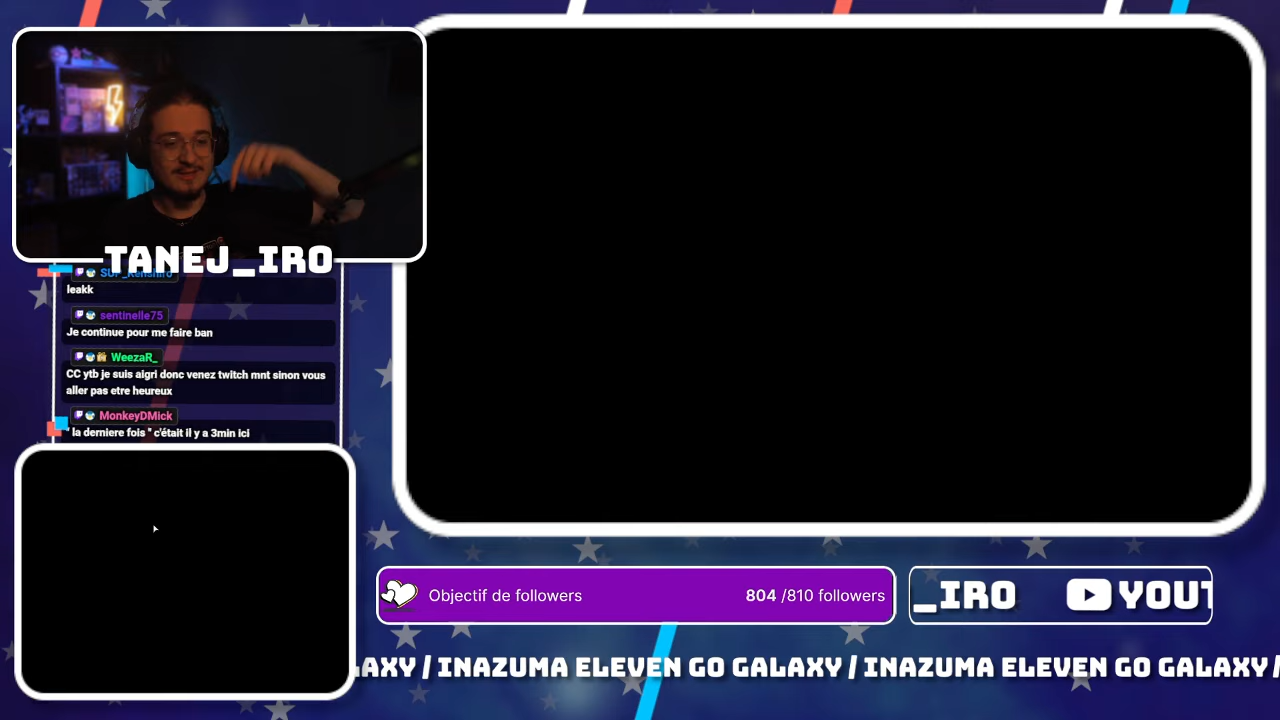 TANEJ_IRO
SUP_Kenshiro
leakk
sentinelle75
Je continue pour me faire ban
WeezaR_
CC ytb je suis aigri donc venez twitch mnt sinon vous
aller pas etre heureux
MonkeyDMick
" la derniere fois " c'était il y a 3min ici
Objectif de followers
804 /810 followers
_IRO
YOUT
LAXY / INAZUMA ELEVEN GO GALAXY / INAZUMA ELEVEN GO GALAXY /